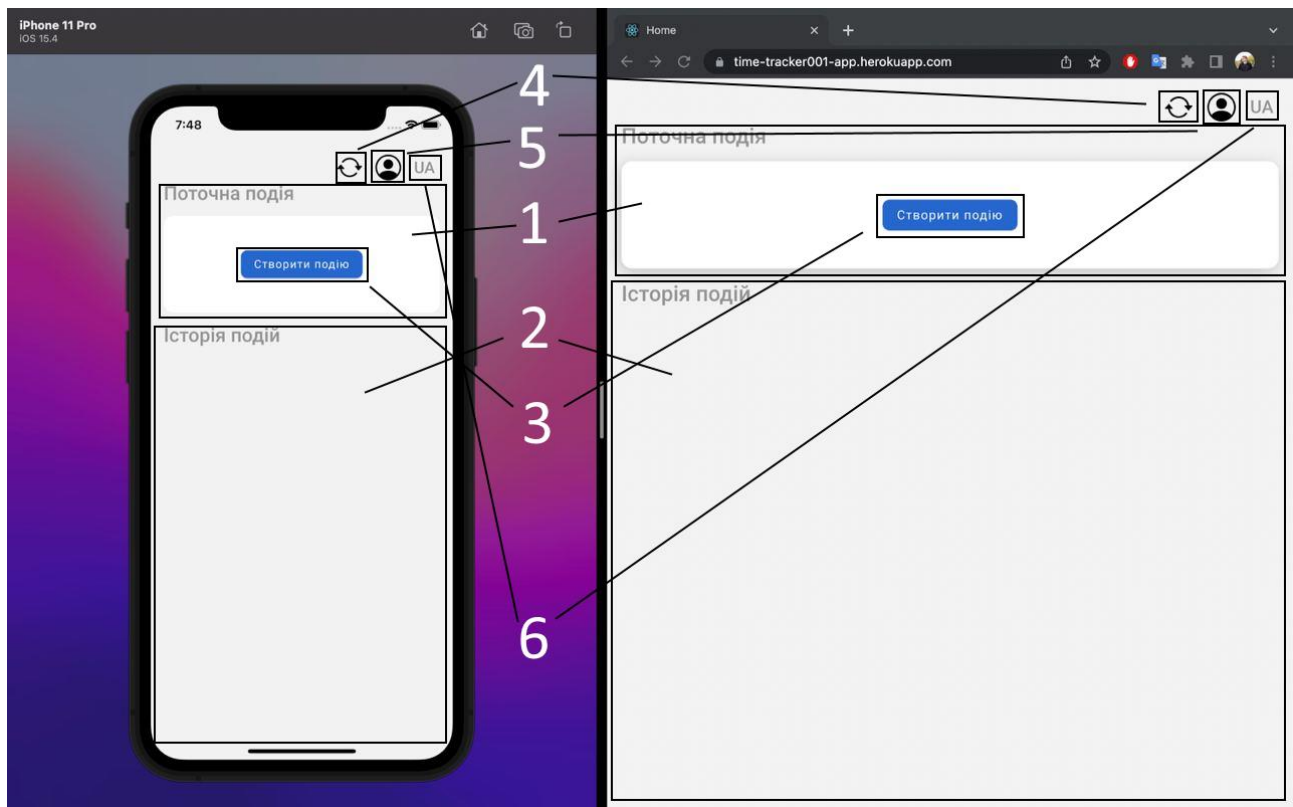 iPhone 11 Pro
iOS 15.4
7:48
UA
Поточна подія
Створити подію
Історія подій
4
5
1
2
3
6
Home
time-tracker001-app.herokuapp.com
UA
Поточна подія
Створити подію
Історія подій